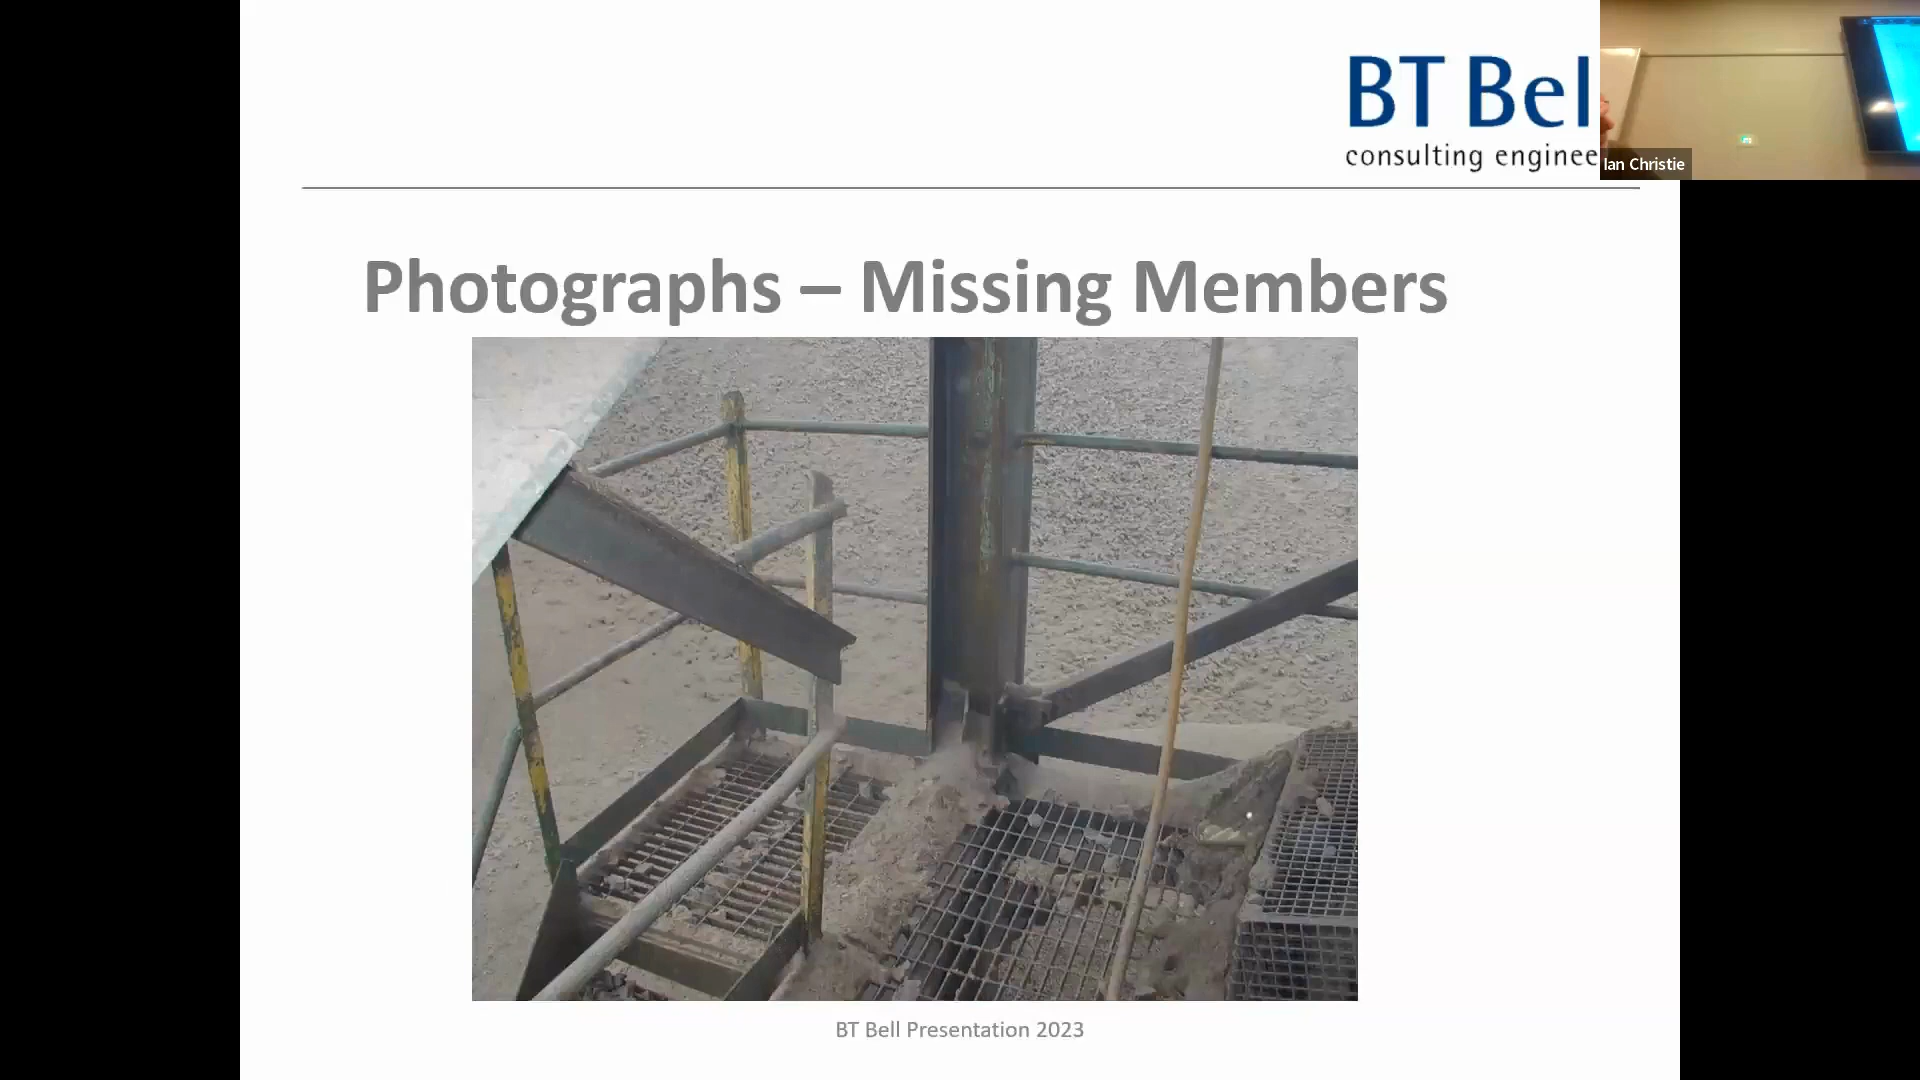 BT Bel
consulting enginee
Ian Christie
Photographs – Missing Members
BT Bell Presentation 2023